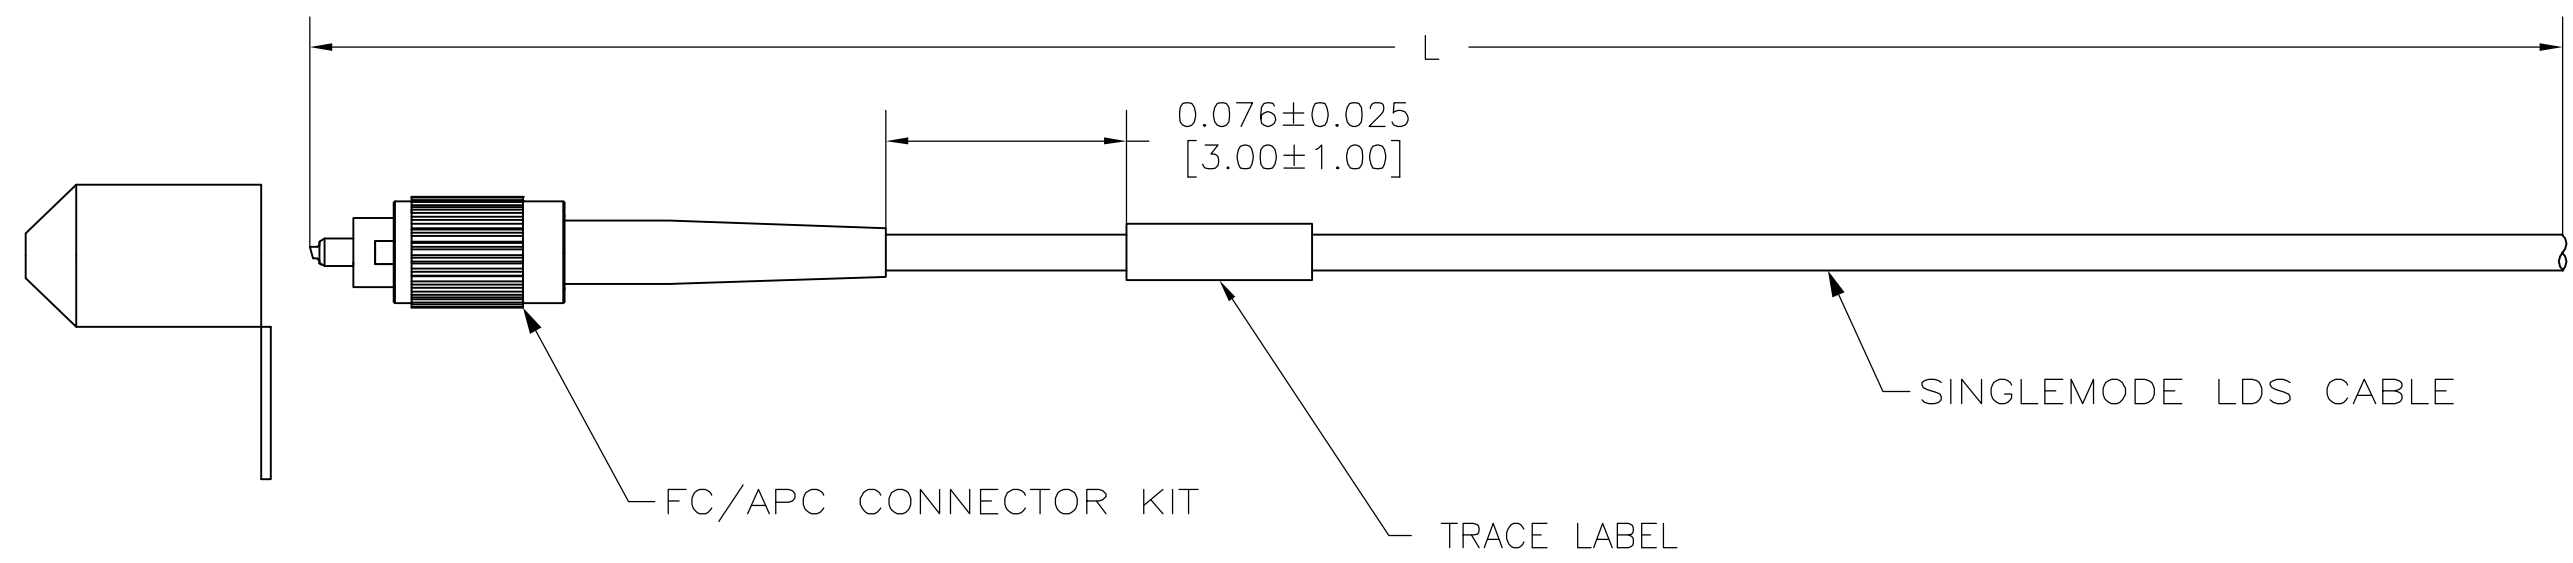 L
0.076±0.025
[3.00±1.00]
SINGLEMODE LDS CABLE
FC/APC CONNECTOR KIT
TRACE LABEL